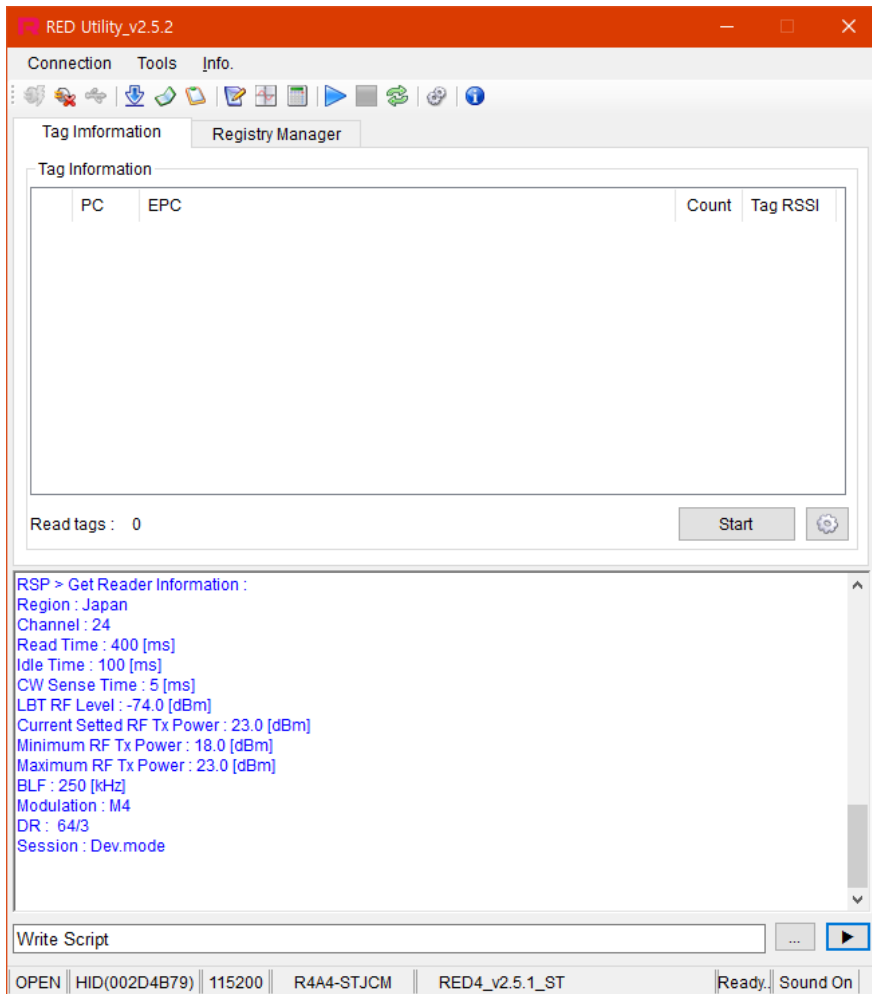 RED Utility_v2.5.2
Connection Tools Info.
Tag Imformation Registry Manager
Tag Information
PC EPC Count Tag RSSI
Read tags : 0 Start
RSP > Get Reader Information :
Region : Japan
Channel : 24
Read Time : 400 [ms]
Idle Time : 100 [ms]
CW Sense Time : 5 [ms]
LBT RF Level : -74.0 [dBm]
Current Setted RF Tx Power : 23.0 [dBm]
Minimum RF Tx Power : 18.0 [dBm]
Maximum RF Tx Power : 23.0 [dBm]
BLF : 250 [kHz]
Modulation : M4
DR : 64/3
Session : Dev.mode
Write Script ...
OPEN HID(002D4B79) 115200 R4A4-STJCM RED4_v2.5.1_ST Ready.. Sound On